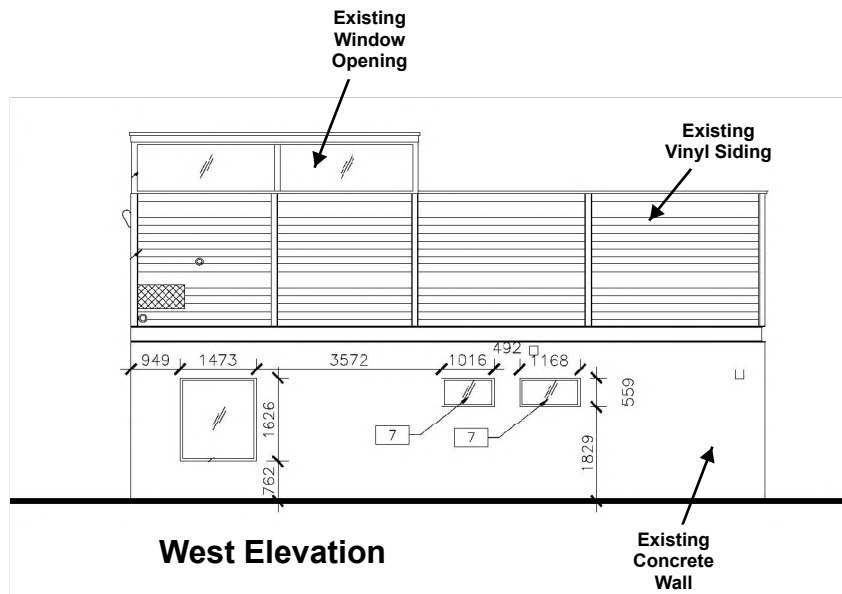 Existing
Window
Opening
Existing
Vinyl Siding
949 1473 3572 1016 492 1168
1626
559
7 7
762
1829
West Elevation
Existing
Concrete
Wall